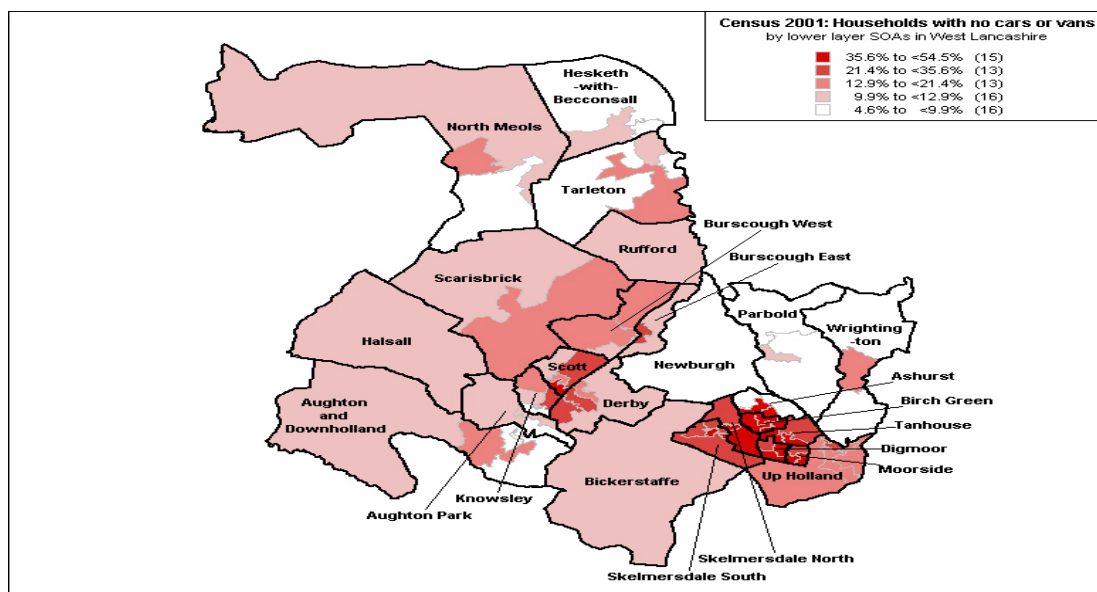 Census 2001: Households with no cars or vans
by lower layer SOAs in West Lancashire
35.6% to <54.5% (15)
21.4% to <35.6% (13)
12.9% to <21.4% (13)
9.9% to <12.9% (16)
4.6% to <9.9% (16)
Hesketh
-with-
Becconsall
North Meols
Tarleton
Burscough West
Rufford
Burscough East
Scarisbrick
Parbold
Wrighting
-ton
Halsall
Scott
Newburgh
Ashurst
Aughton
and
Downholland
Derby
Birch Green
Tanhouse
Digmoor
Moorside
Bickerstaffe
Up Holland
Knowsley
Aughton Park
Skelmersdale North
Skelmersdale South